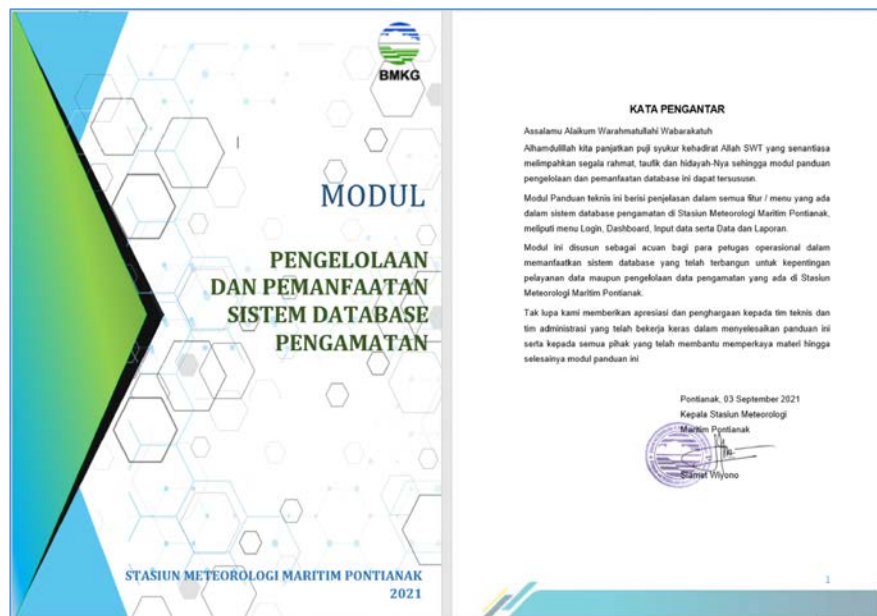 BMKG
MODUL
PENGELOLAAN
DAN PEMANFAATAN
SISTEM DATABASE
PENGAMATAN
STASIUN METEOROLOGI MARITIM PONTIANAK
2021
KATA PENGANTAR
Assalamu Alaikum Warahmatullahi Wabarakatuh
Alhamdulillah kita panjatkan puji syukur kehadirat Allah SWT yang senantiasa
melimpahkan segala rahmat, taufik dan hidayah-Nya sehingga modul panduan
pengelolaan dan pemanfaatan database ini dapat tersususn.
Modul Panduan teknis ini berisi penjelasan dalam semua fitur / menu yang ada
dalam sistem database pengamatan di Stasiun Meteorologi Maritim Pontianak,
meliputi menu Login, Dashboard, Input data serta Data dan Laporan.
Modul ini disusun sebagai acuan bagi para petugas operasional dalam
memanfaatkan sistem database yang telah terbangun untuk kepentingan
pelayanan data maupun pengelolaan data pengamatan yang ada di Stasiun
Meteorologi Maritim Pontianak.
Tak lupa kami memberikan apresiasi dan penghargaan kepada tim teknis dan
tim administrasi yang telah bekerja keras dalam menyelesaikan panduan ini
serta kepada semua pihak yang telah membantu memperkaya materi hingga
selesainya modul panduan ini
Pontianak, 03 September 2021
Kepala Stasiun Meteorologi
Maritim Pontianak
Slamet Wiyono
1